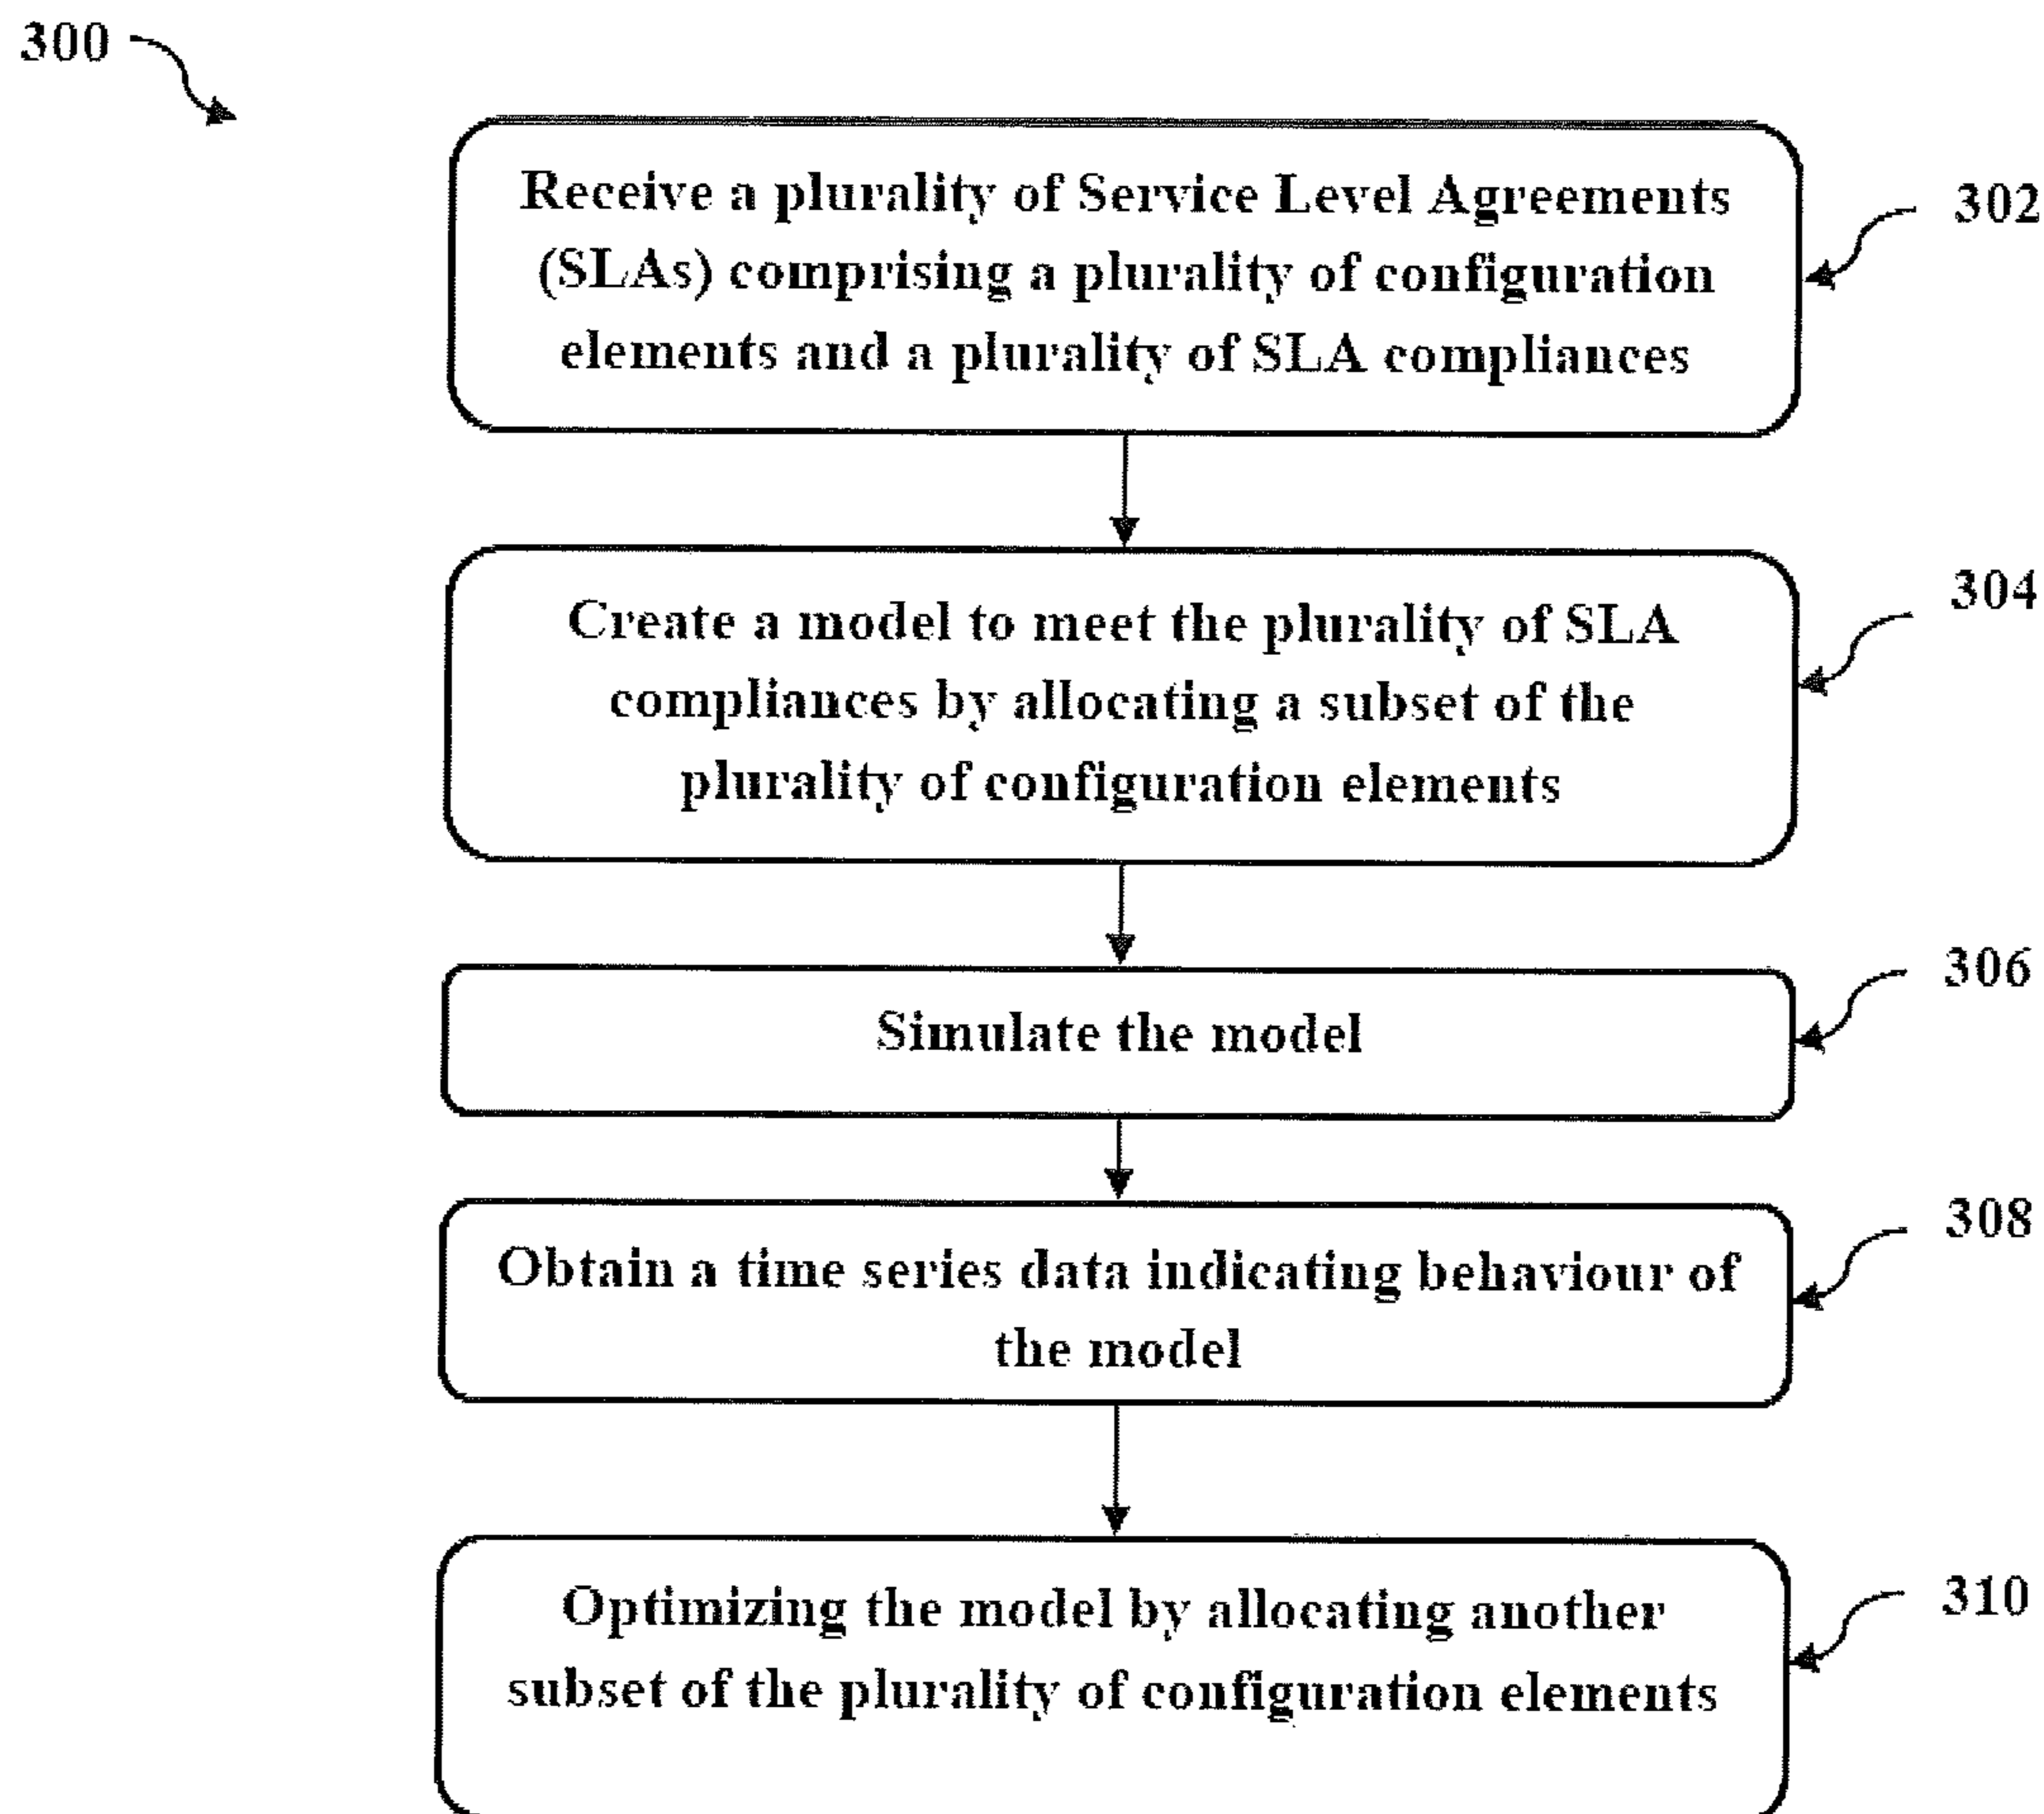 300
Receive a plurality of Service Level Agreements
(SLAs) comprising a plurality of configuration
elements and a plurality of SLA compliances
302
Create a model to meet the plurality of SLA
compliances by allocating a subset of the
plurality of configuration elements
304
Simulate the model
306
Obtain a time series data indicating behaviour of
the model
308
Optimizing the model by allocating another
subset of the plurality of configuration elements
310